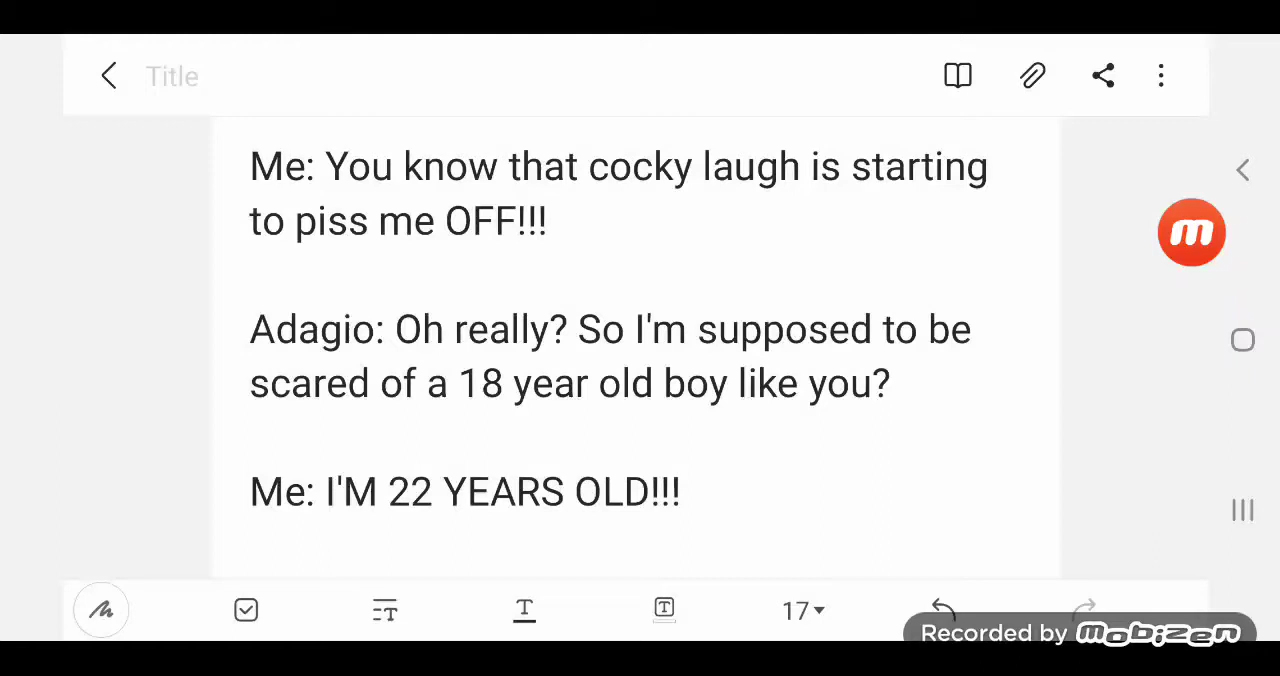 Title
Me: You know that cocky laugh is starting
to piss me OFF!!!
Adagio: Oh really? So I'm supposed to be
scared of a 18 year old boy like you?
Me: I'M 22 YEARS OLD!!!
17
Recorded by mobizen